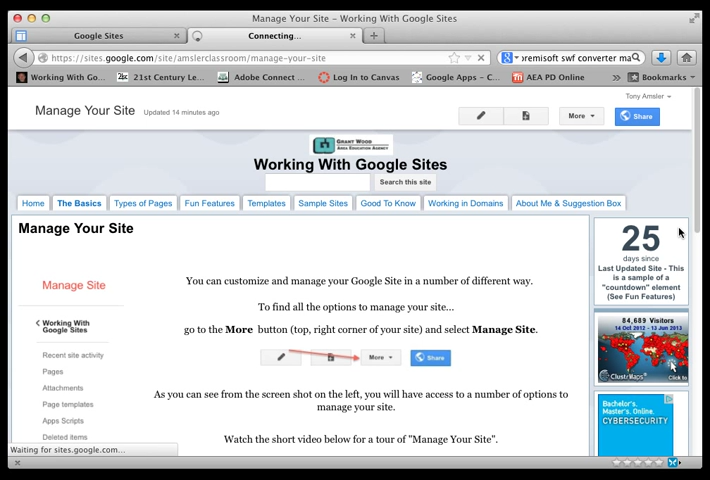 Manage Your Site – Working With Google Sites
Google Sites
Connecting...
https://sites.google.com/site/amslerclassroom/manage-your-site
premisoft swf converter ma
Working With Go...
21st Century Le...
Adobe Connect ...
Log In to Canvas
Google Apps – C...
AEA PD Online
Bookmarks
Tony Amsler
Manage Your Site Updated 14 minutes ago
More
Share
GRANT WOOD
AREA EDUCATION AGENCY
Working With Google Sites
Search this site
Home
The Basics
Types of Pages
Fun Features
Templates
Sample Sites
Good To Know
Working in Domains
About Me & Suggestion Box
Manage Your Site
Manage Site
Working With
Google Sites
Recent site activity
Pages
Attachments
Page templates
Apps Scripts
Deleted items
You can customize and manage your Google Site in a number of different way.
To find all the options to manage your site...
go to the More button (top, right corner of your site) and select Manage Site.
More
Share
As you can see from the screen shot on the left, you will have access to a number of options to
manage your site.
Watch the short video below for a tour of "Manage Your Site".
25
days since
Last Updated Site - This
is a sample of a
"countdown" element
(See Fun Features)
84,689 Visitors
14 Oct 2012 - 13 Jun 2013
ClustrMaps
Click to
Bachelor's,
Master's, Online.
CYBERSECURITY
Waiting for sites.google.com...